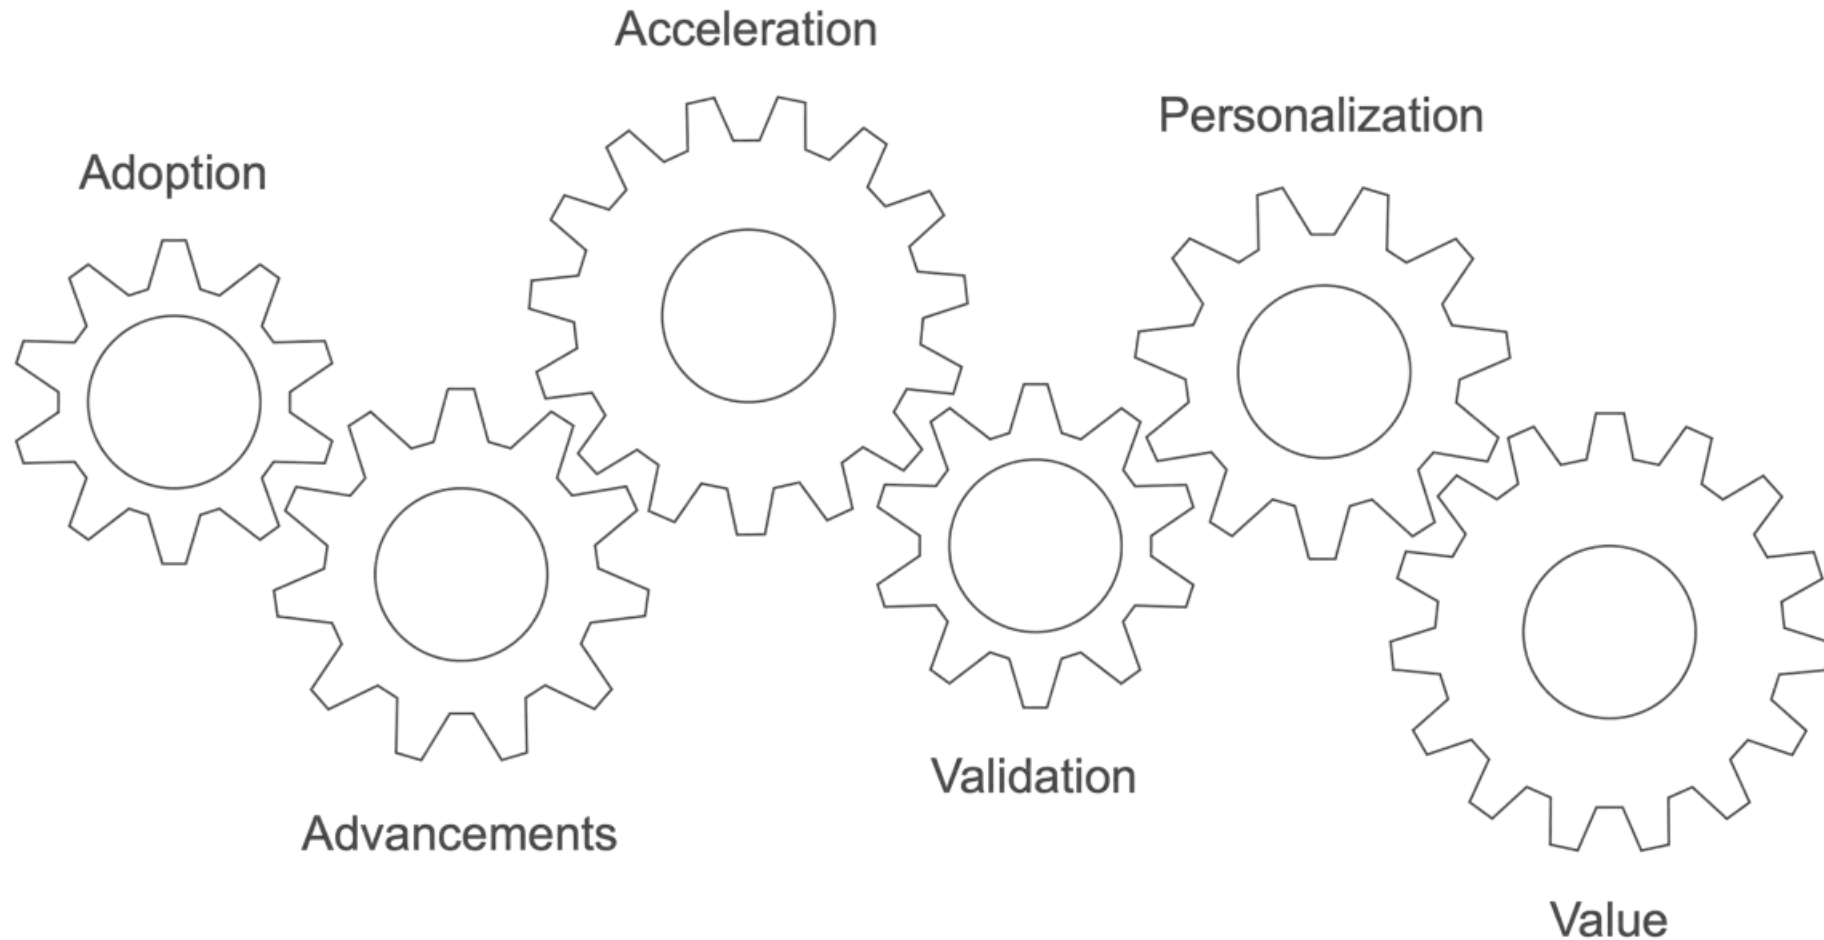 Adoption
Advancements
Acceleration
Validation
Personalization
Value